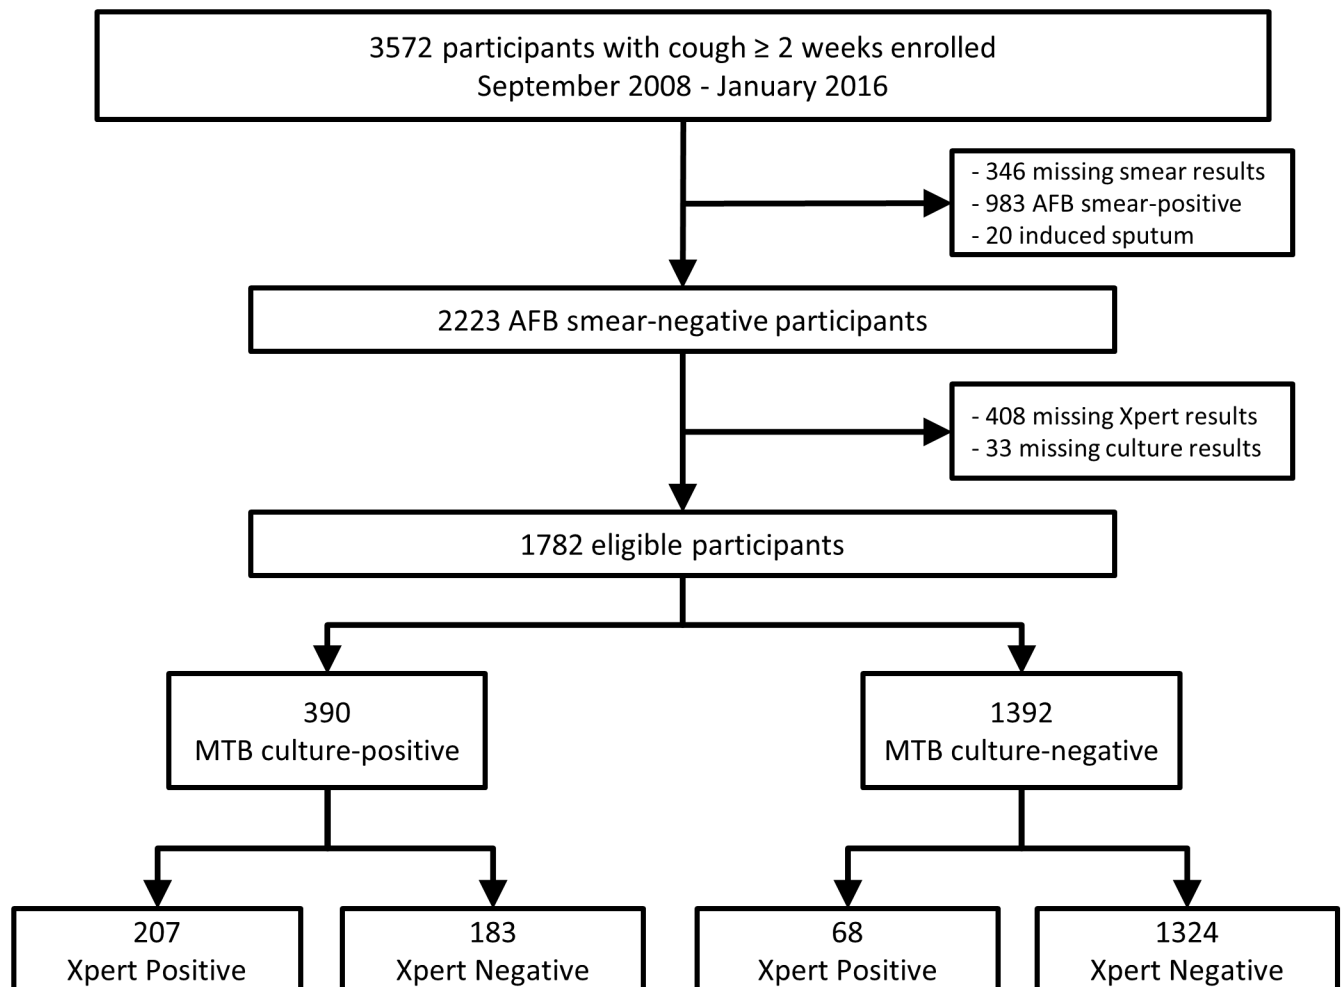 3572 participants with cough ≥ 2 weeks enrolled
September 2008 - January 2016
- 346 missing smear results
- 983 AFB smear-positive
- 20 induced sputum
2223 AFB smear-negative participants
- 408 missing Xpert results
- 33 missing culture results
1782 eligible participants
390
MTB culture-positive
1392
MTB culture-negative
207
Xpert Positive
183
Xpert Negative
68
Xpert Positive
1324
Xpert Negative